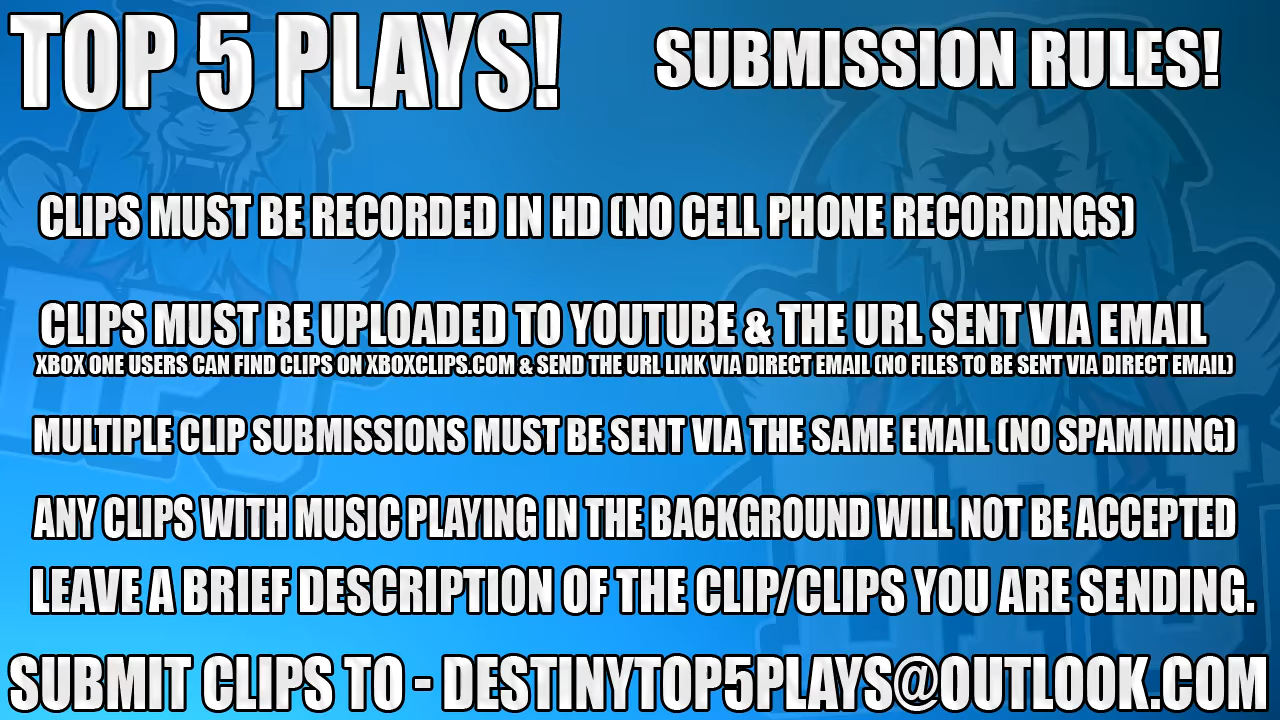 TOP 5 PLAYS!
SUBMISSION RULES!
CLIPS MUST BE RECORDED IN HD (NO CELL PHONE RECORDINGS)
CLIPS MUST BE UPLOADED TO YOUTUBE & THE URL SENT VIA EMAIL
XBOX ONE USERS CAN FIND CLIPS ON XBOXCLIPS.COM & SEND THE URL LINK VIA DIRECT EMAIL (NO FILES TO BE SENT VIA DIRECT EMAIL)
MULTIPLE CLIP SUBMISSIONS MUST BE SENT VIA THE SAME EMAIL (NO SPAMMING)
ANY CLIPS WITH MUSIC PLAYING IN THE BACKGROUND WILL NOT BE ACCEPTED
LEAVE A BRIEF DESCRIPTION OF THE CLIP/CLIPS YOU ARE SENDING.
SUBMIT CLIPS TO - DESTINYTOP5PLAYS@OUTLOOK.COM